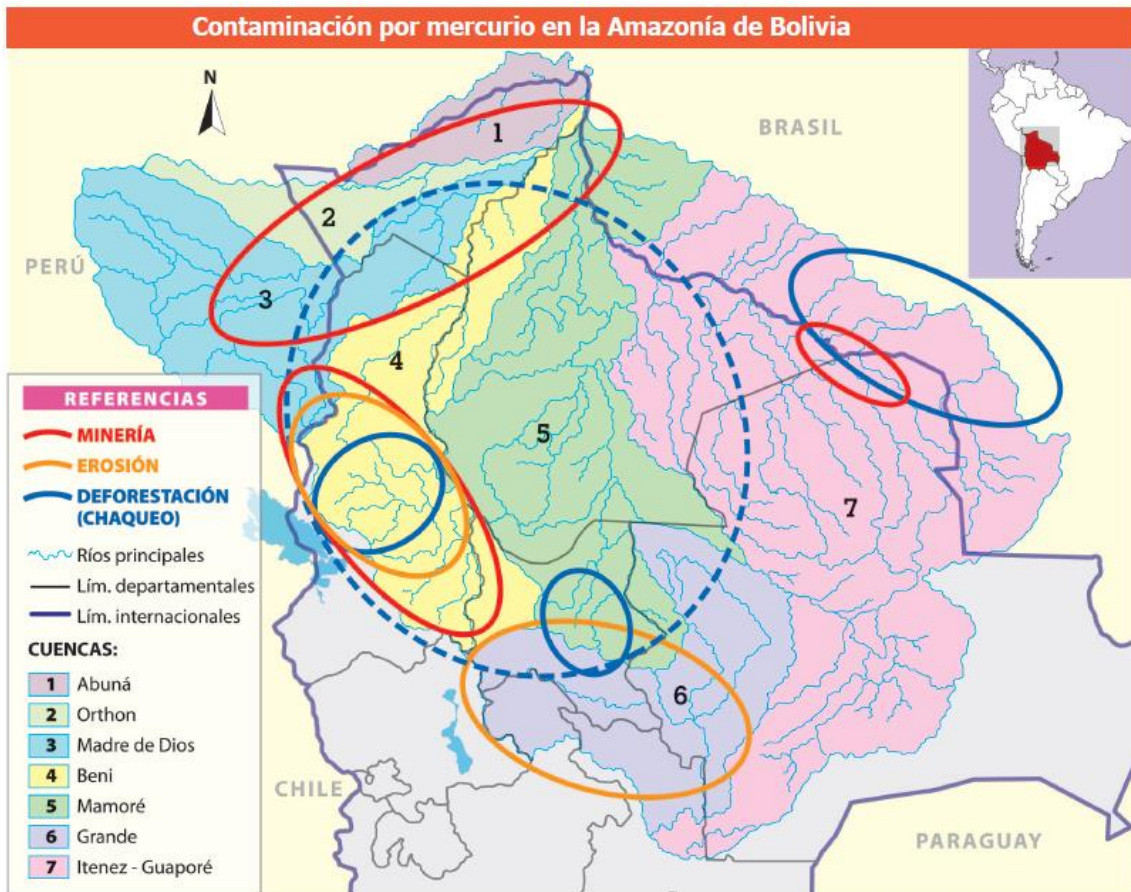 Contaminación por mercurio en la Amazonía de Bolivia
N
BRASIL
PERÚ
CHILE
PARAGUAY
1
2
3
4
5
6
7
REFERENCIAS
MINERÍA
EROSIÓN
DEFORESTACIÓN
(CHAQUEO)
Ríos principales
Lím. departamentales
Lím. internacionales
CUENCAS:
1 Abuná
2 Orthon
3 Madre de Dios
4 Beni
5 Mamoré
6 Grande
7 Itenez - Guaporé